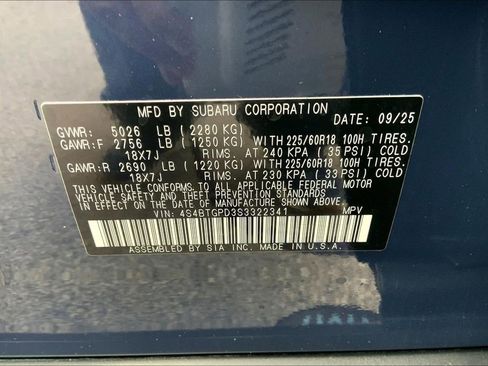 MFD BY SUBARU CORPORATION DATE: 09/25
GVWR: 5026 LB (2280 KG)
GAWR:F 2756 LB (1250 KG) WITH 225/60R18 100H TIRES.
18X7J RIMS. AT 240 KPA (35 PSI) COLD
GAWR:R 2690 LB (1220 KG) WITH 225/60R18 100H TIRES.
18X7J RIMS. AT 230 KPA (33 PSI) COLD
THIS VEHICLE CONFORMS TO ALL APPLICABLE FEDERAL MOTOR
VEHICLE SAFETY AND THEFT PREVENTION STANDARDS IN
EFFECT ON THE DATE OF MANUFACTURE SHOWN ABOVE.
VIN: 4S4BTGPD3S3322341 MPV
ASSEMBLED BY SIA INC. IN U.S.A.